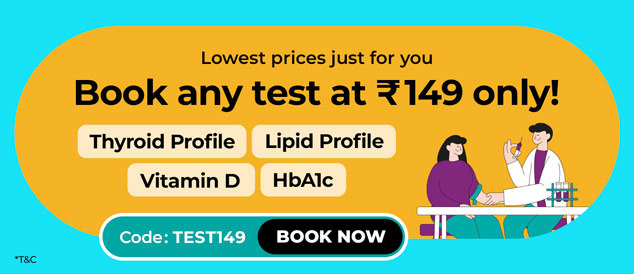 Lowest prices just for you
Book any test at ₹149 only!
Thyroid Profile
Lipid Profile
Vitamin D
HbA1c
Code: TEST149
BOOK NOW
*T&C